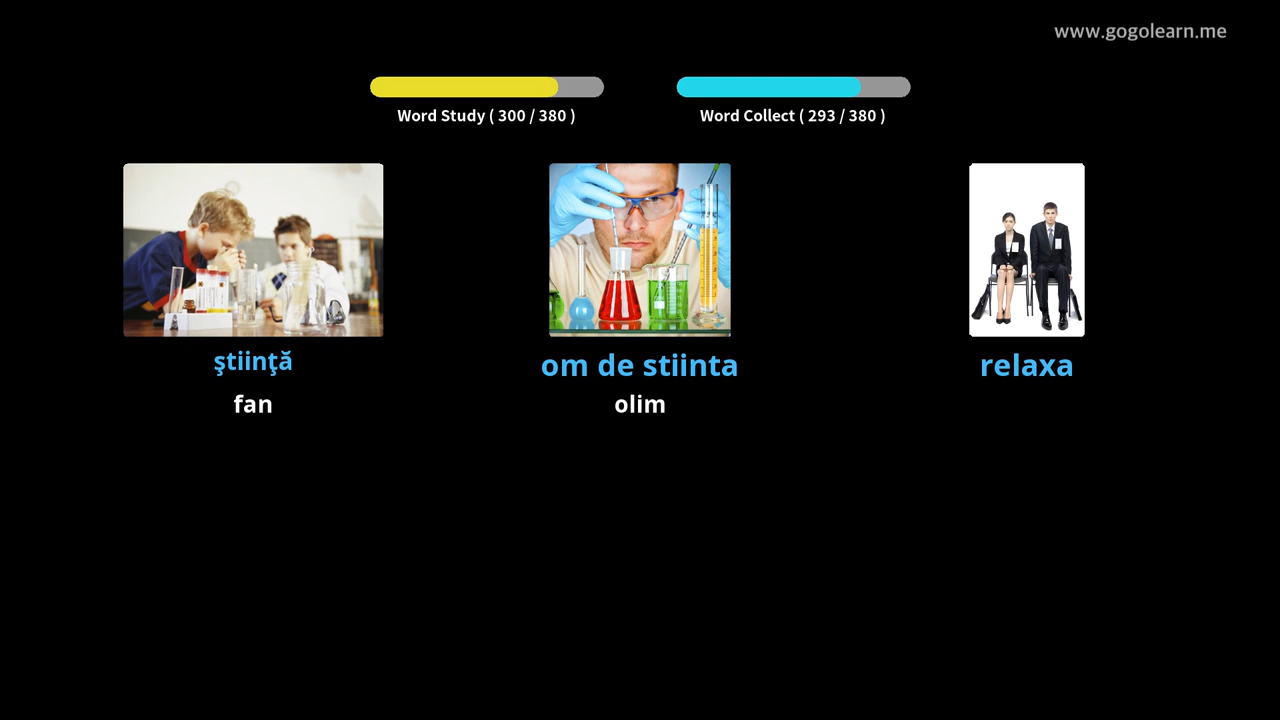 www.gogolearn.me
Word Study ( 300 / 380 )
Word Collect ( 293 / 380 )
ştiinţă
om de stiinta
relaxa
fan
olim